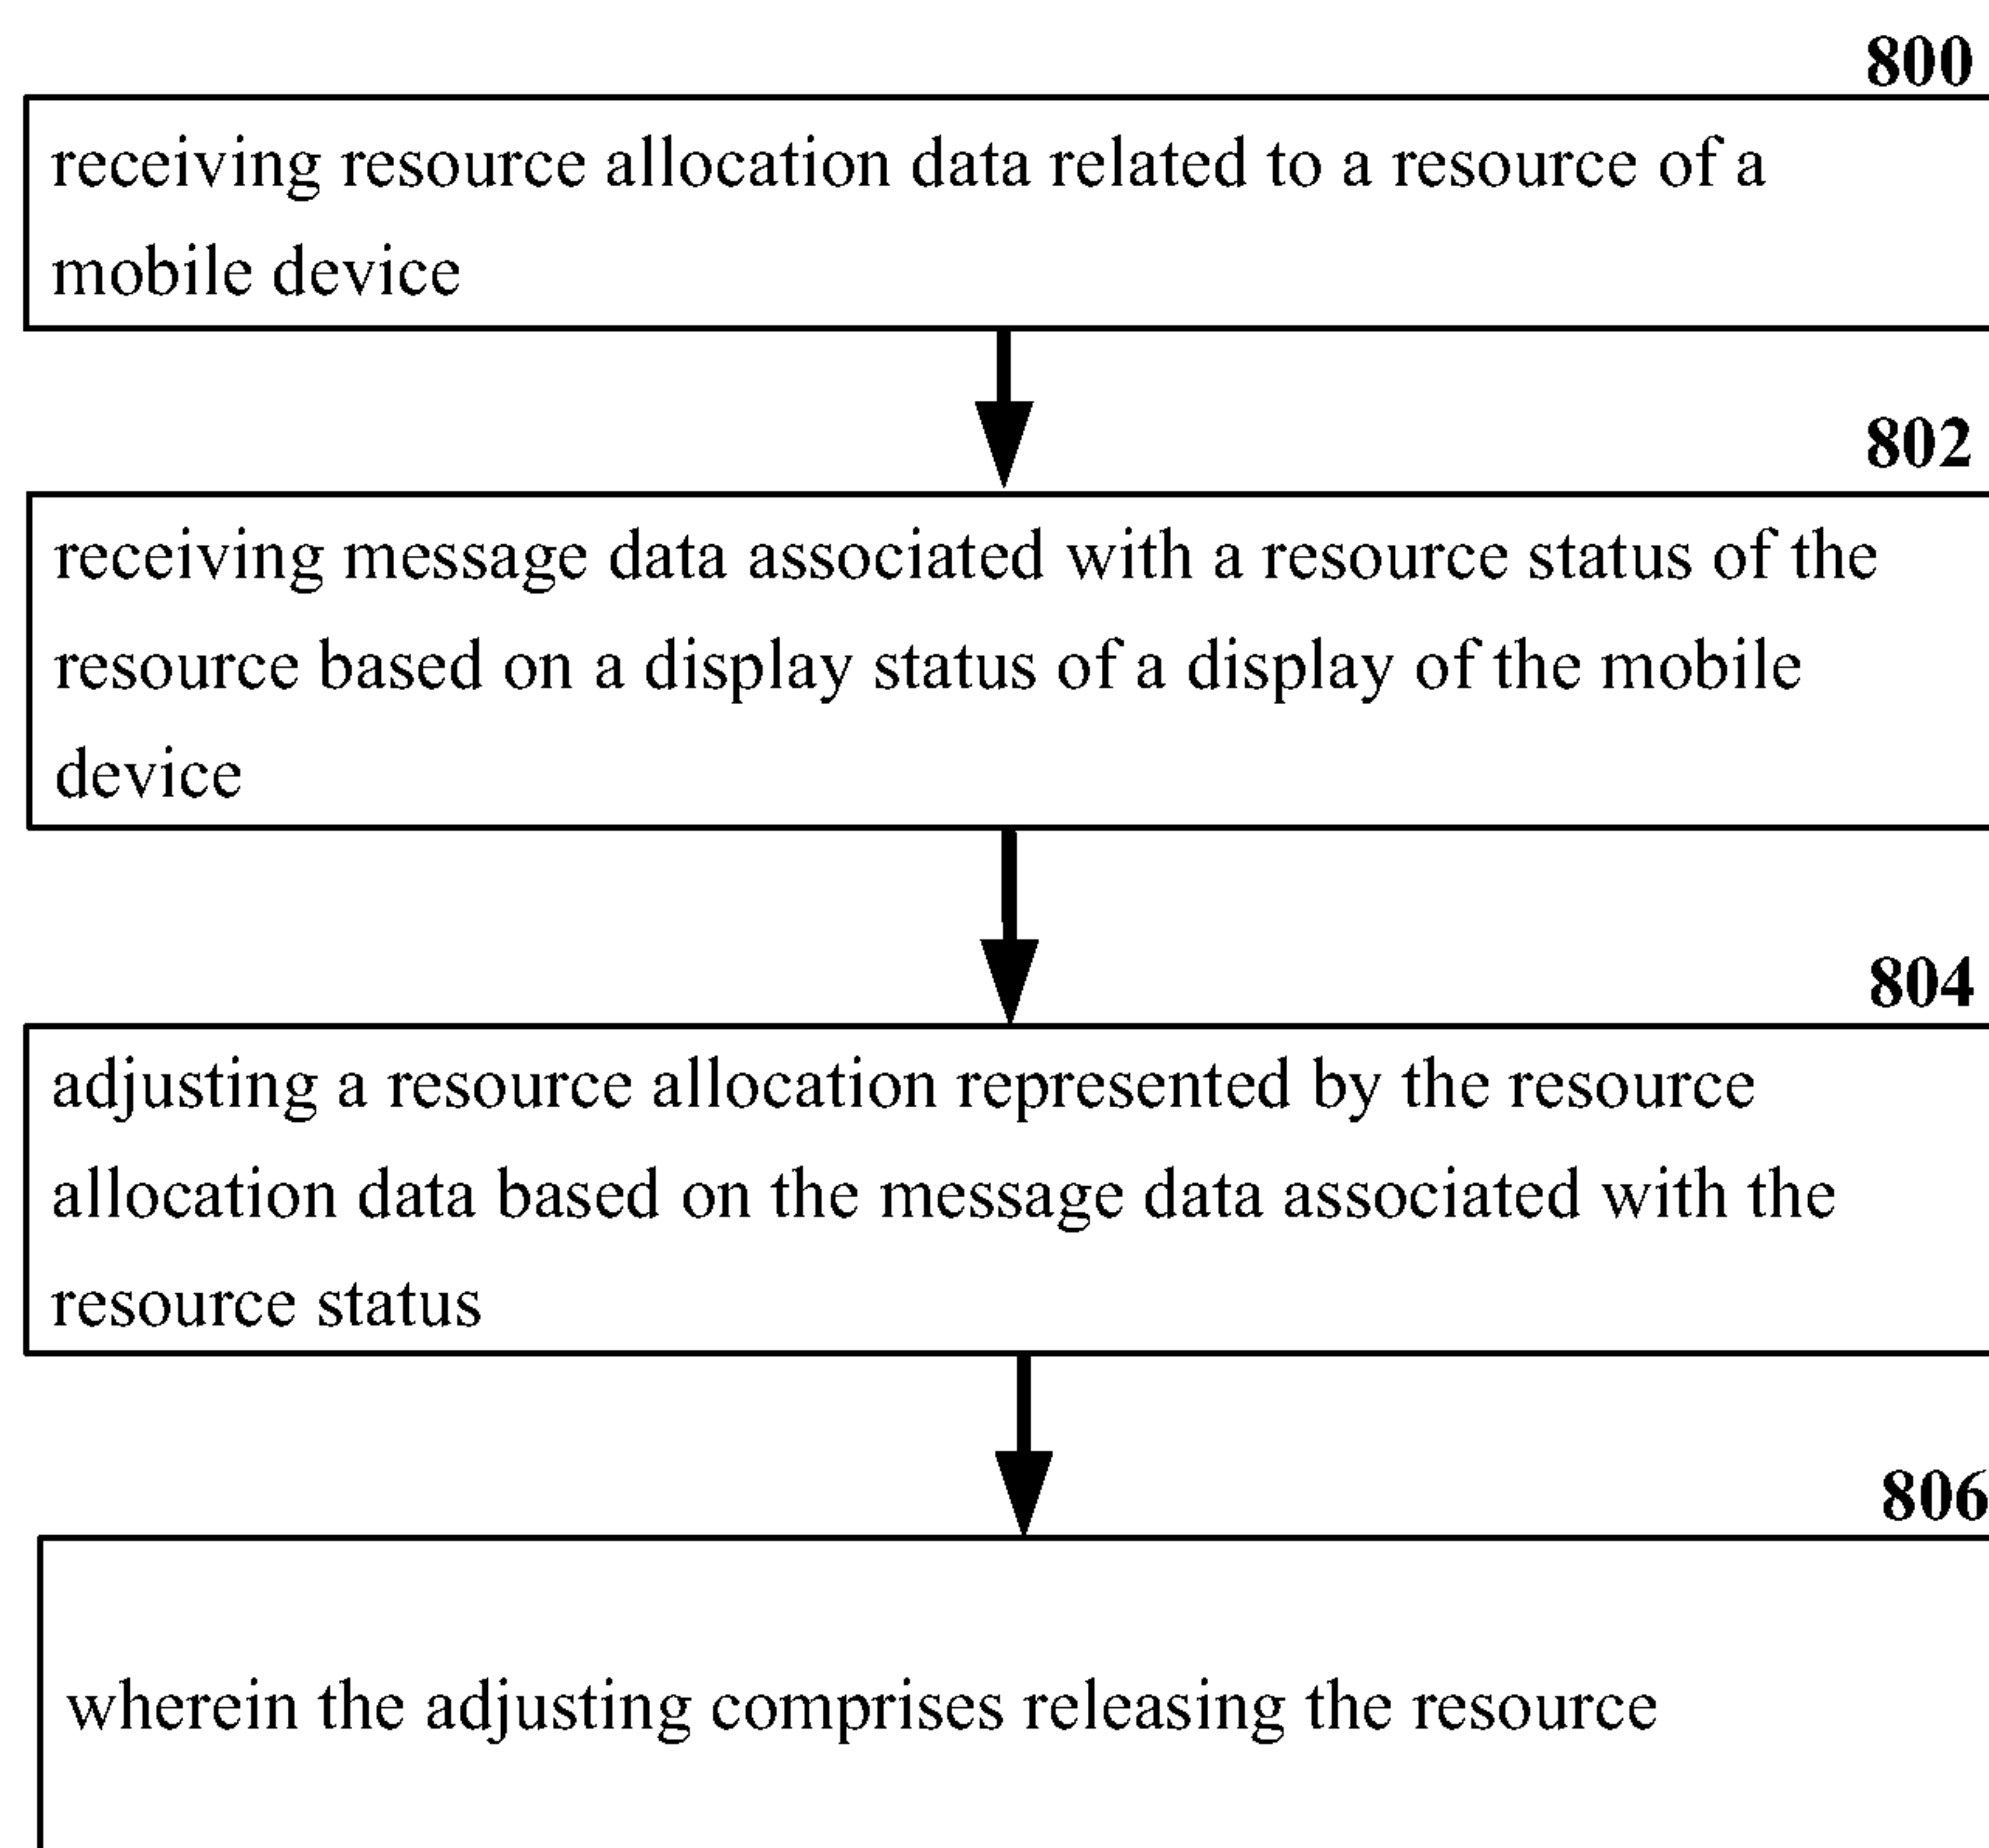 800
receiving resource allocation data related to a resource of a
mobile device
802
receiving message data associated with a resource status of the
resource based on a display status of a display of the mobile
device
804
adjusting a resource allocation represented by the resource
allocation data based on the message data associated with the
resource status
806
wherein the adjusting comprises releasing the resource